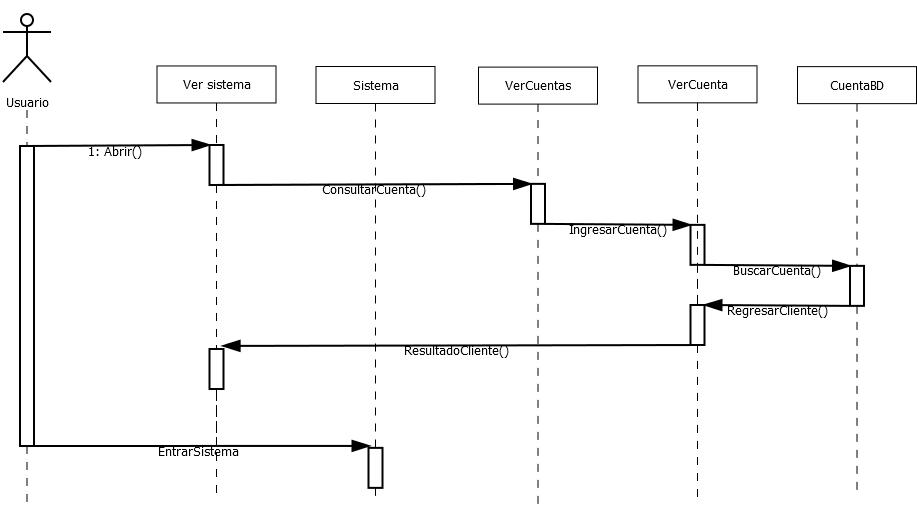 Usuario
Ver sistema
Sistema
VerCuentas
VerCuenta
CuentaBD
1: Abrir()
ConsultarCuenta()
IngresarCuenta()
BuscarCuenta()
RegresarCliente()
ResultadoCliente()
EntrarSistema